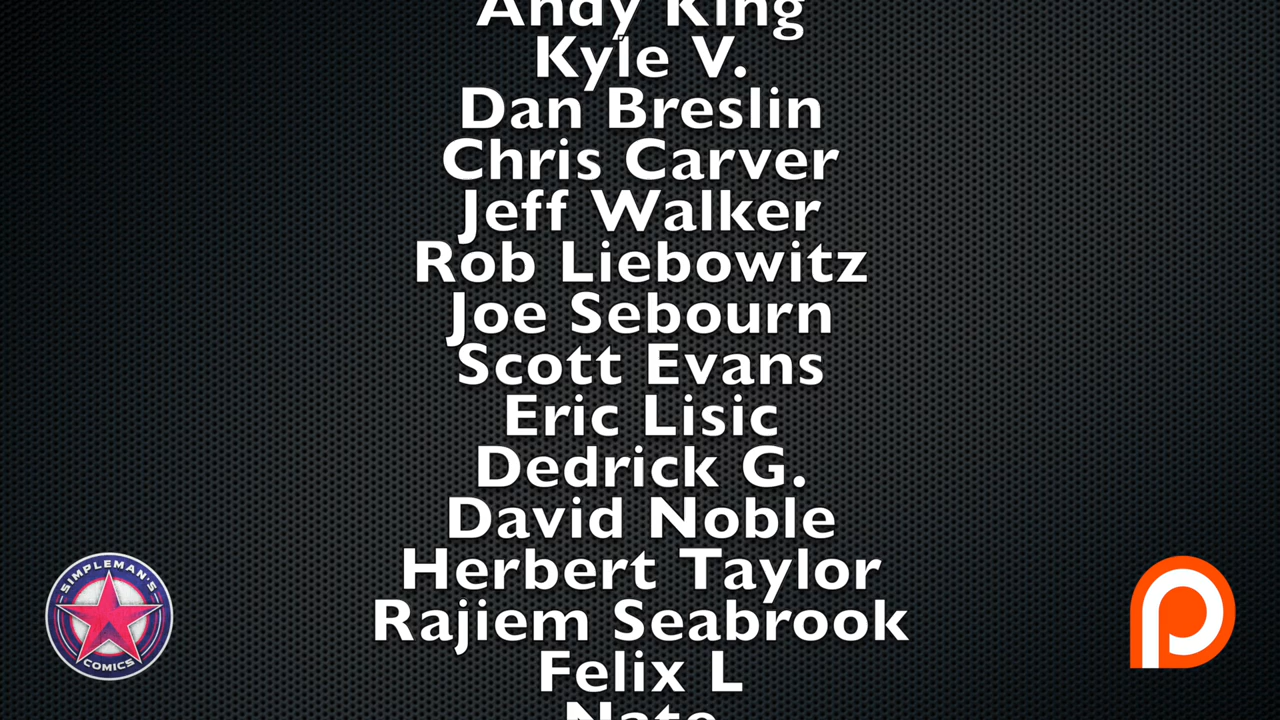 Andy King
Kyle V.
Dan Breslin
Chris Carver
Jeff Walker
Rob Liebowitz
Joe Sebourn
Scott Evans
Eric Lisic
Dedrick G.
David Noble
Herbert Taylor
Rajiem Seabrook
Felix L
Nate
SIMPLEMAN'S
COMICS